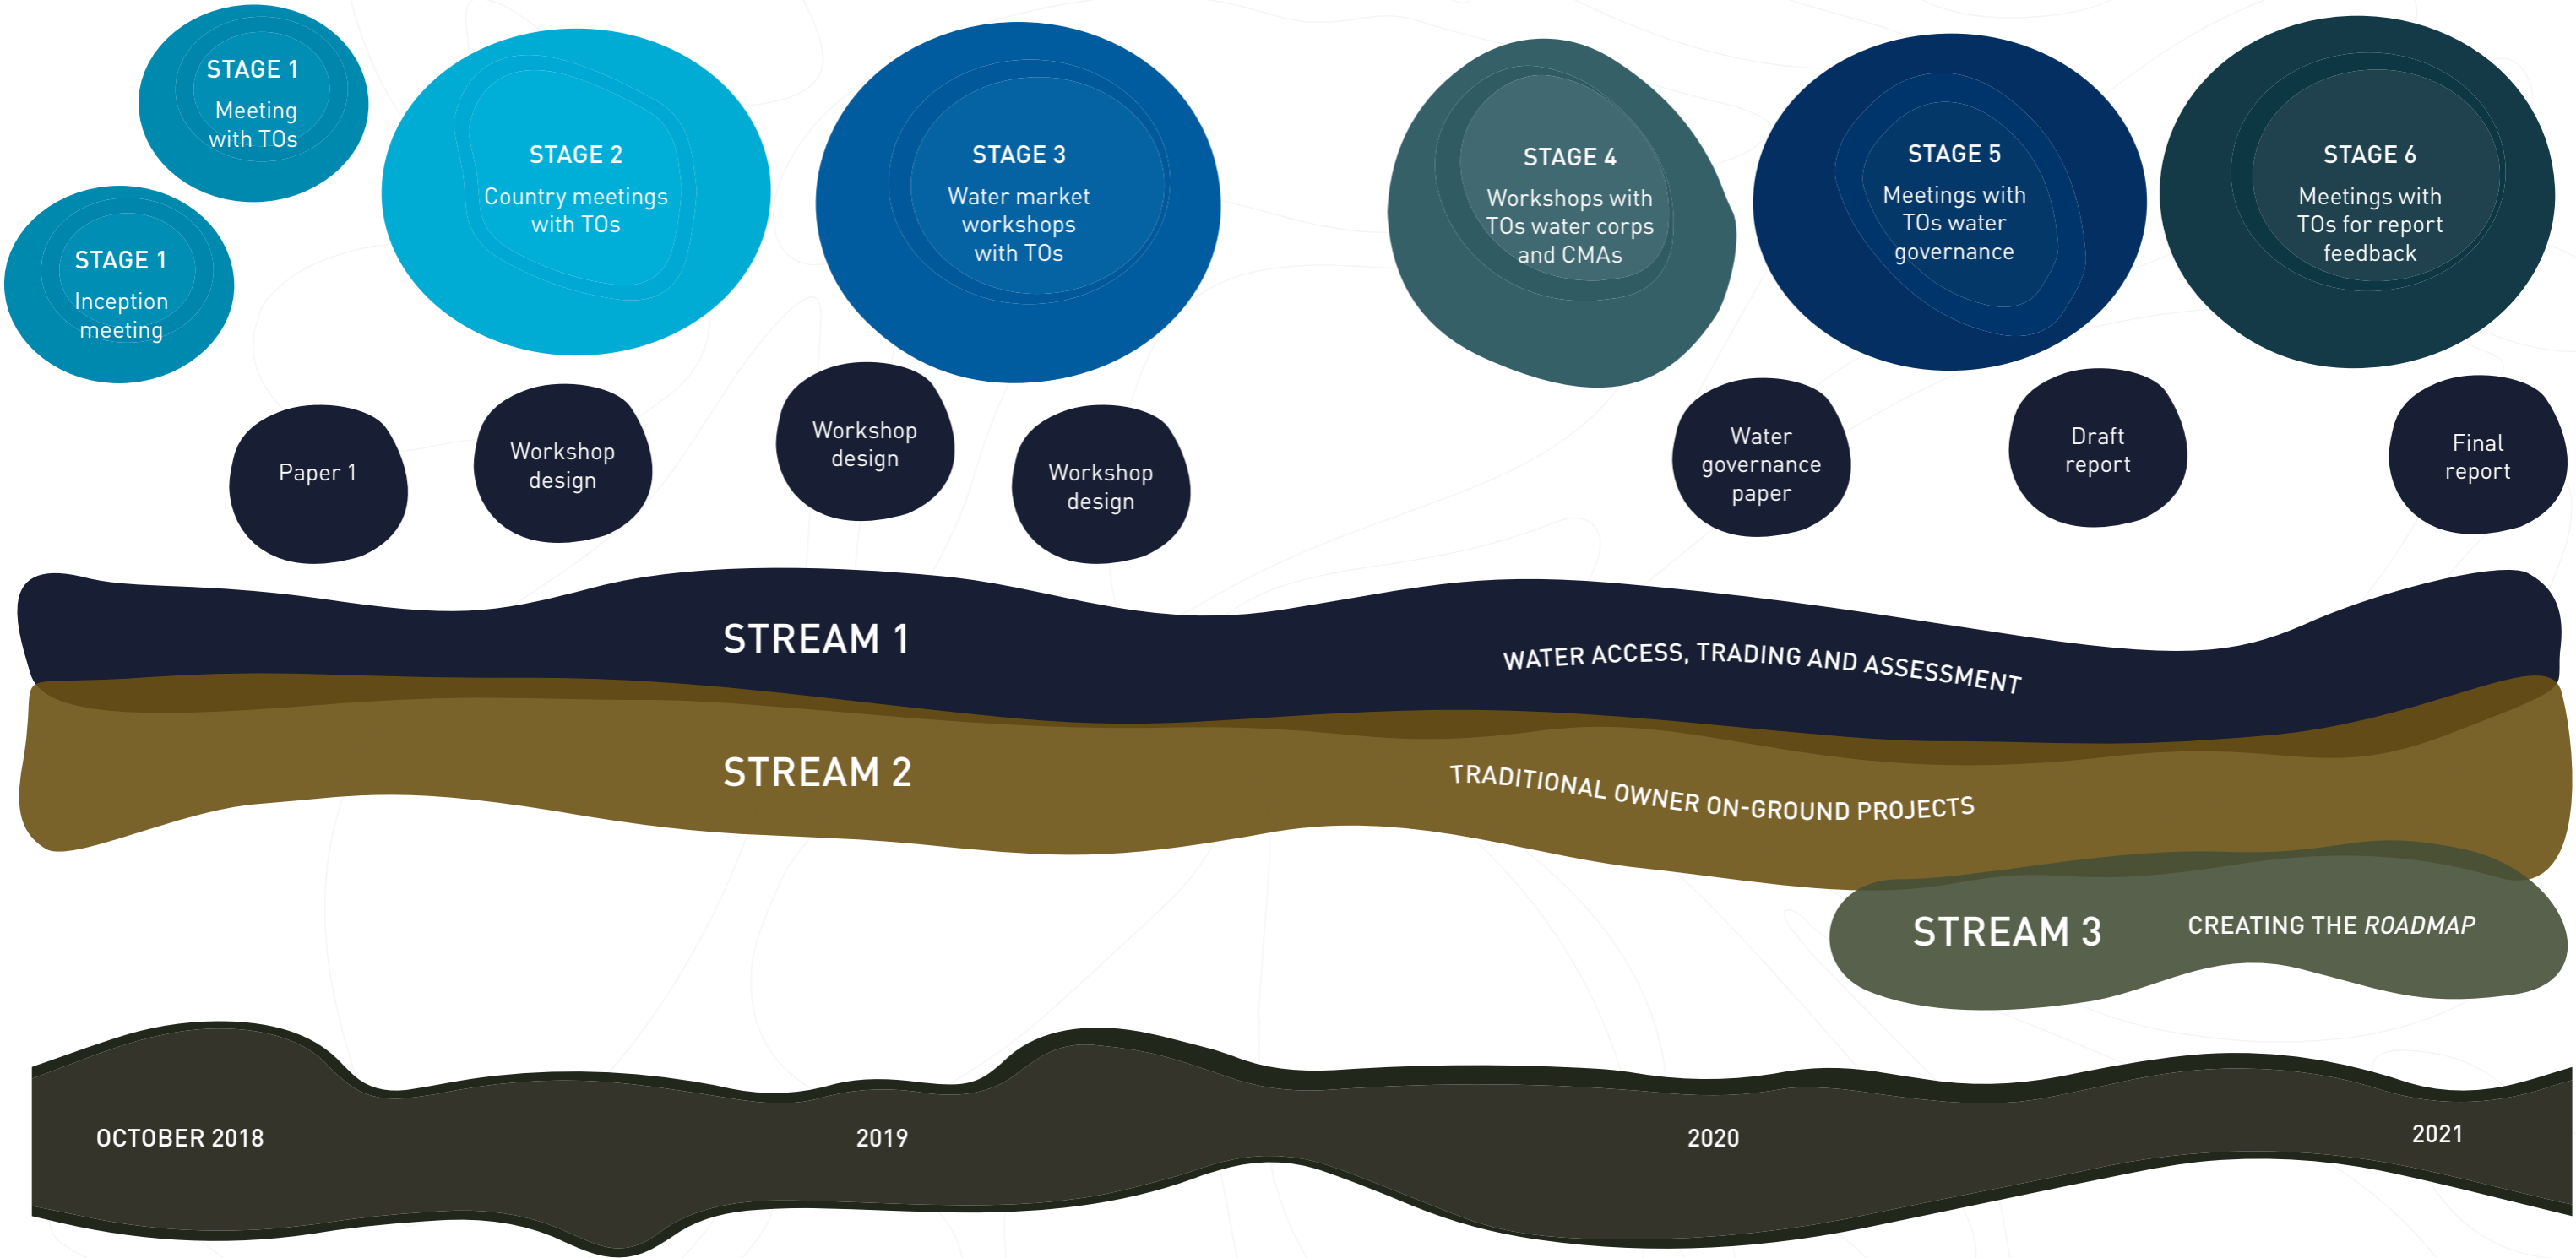 STAGE 1
Meeting
with TOs
STAGE 1
Inception
meeting
STAGE 2
Country meetings
with TOs
STAGE 3
Water market
workshops
with TOs
STAGE 4
Workshops with
TOs water corps
and CMAs
STAGE 5
Meetings with
TOs water
governance
STAGE 6
Meetings with
TOs for report
feedback
Paper 1
Workshop
design
Workshop
design
Workshop
design
Water
governance
paper
Draft
report
Final
report
STREAM 1
WATER ACCESS, TRADING AND ASSESSMENT
STREAM 2
TRADITIONAL OWNER ON-GROUND PROJECTS
STREAM 3
CREATING THE ROADMAP
OCTOBER 2018
2019
2020
2021